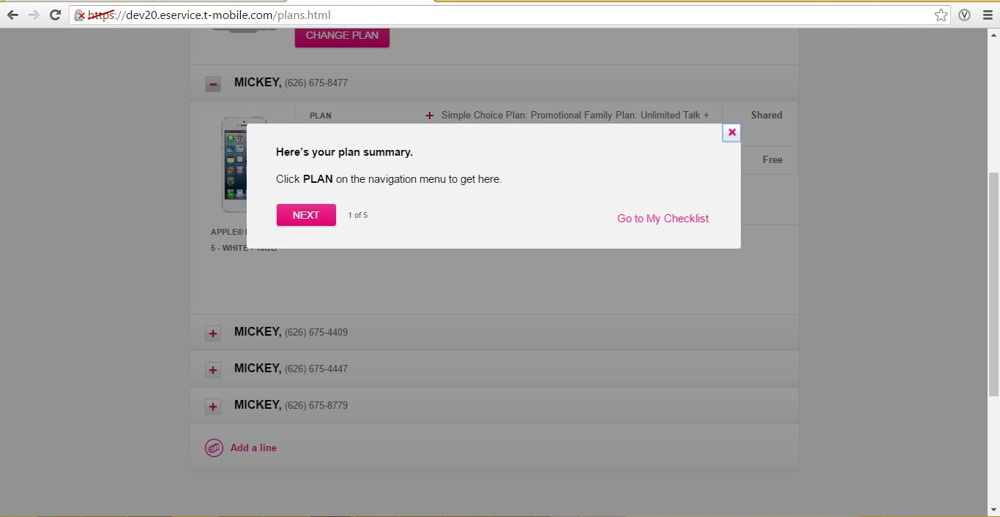 https://dev20.eservice.t-mobile.com/plans.html
CHANGE PLAN
MICKEY, (626) 675-8477
PLAN
Simple Choice Plan: Promotional Family Plan: Unlimited Talk +
Shared
Here's your plan summary.
Free
Click PLAN on the navigation menu to get here.
NEXT
1 of 5
Go to My Checklist
APPLE®
5 - WHITE - 16GB
MICKEY, (626) 675-4409
MICKEY, (626) 675-4447
MICKEY, (626) 675-8779
Add a line